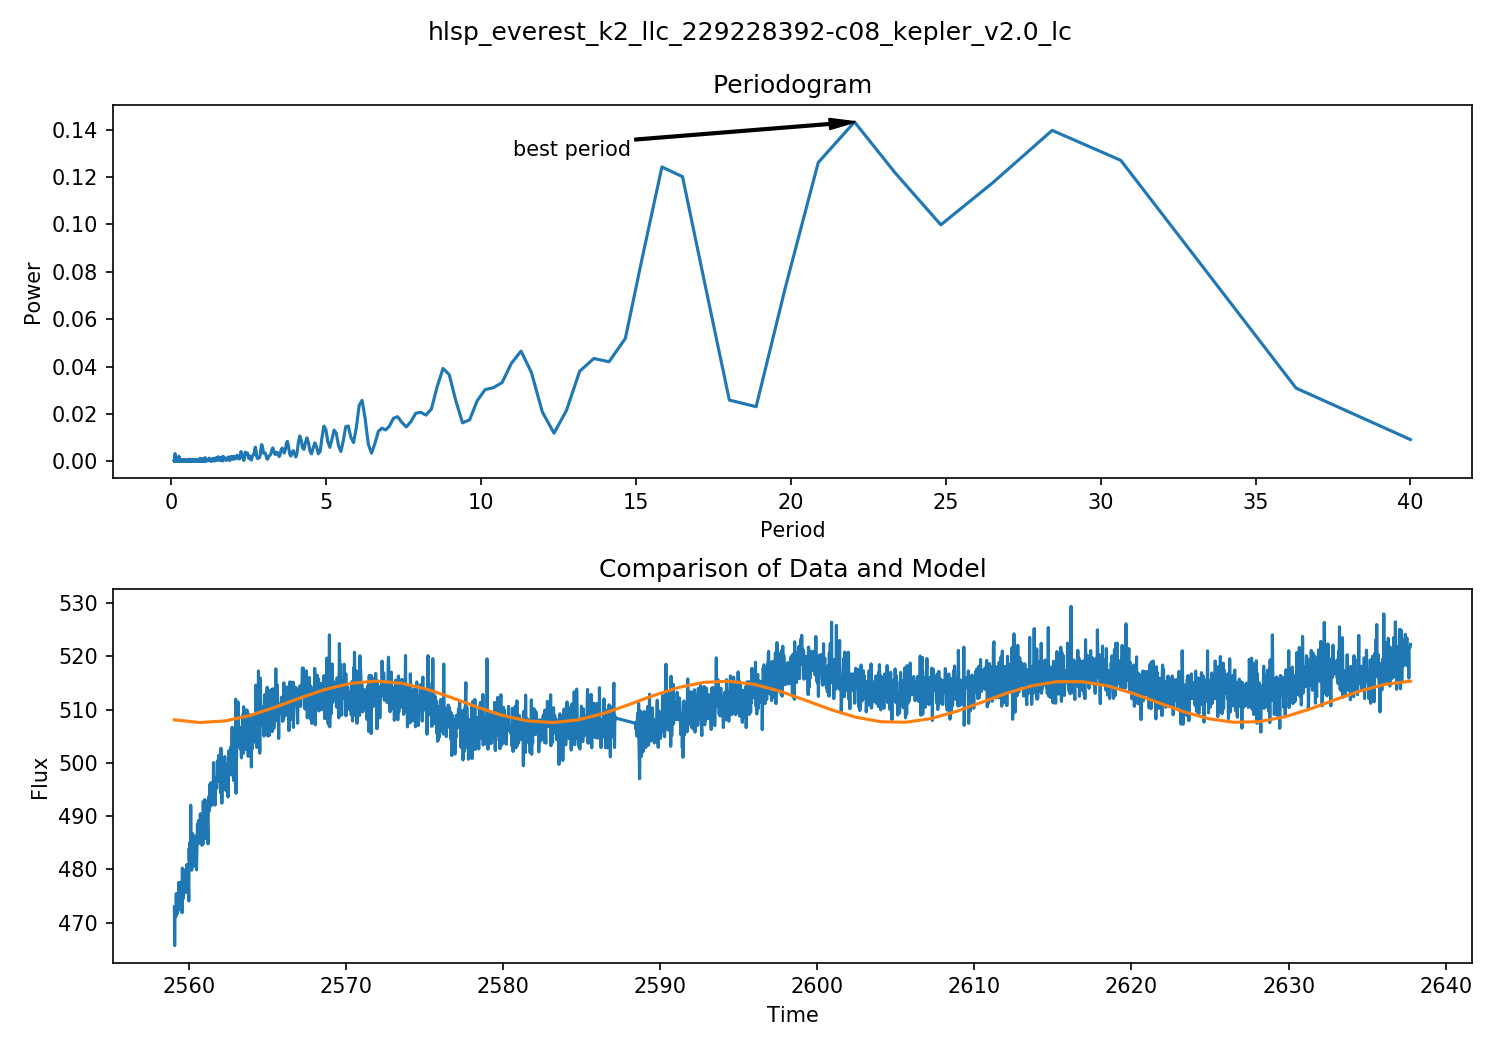 hlsp_everest_k2_llc_229228392-c08_kepler_v2.0_lc
Periodogram
0.14
0.12
0.10
0.08
0.06
0.04
0.02
0.00
Power
best period
0 5 10 15 20 25 30 35 40
Period
Comparison of Data and Model
530
520
510
500
490
480
470
Flux
2560 2570 2580 2590 2600 2610 2620 2630 2640
Time